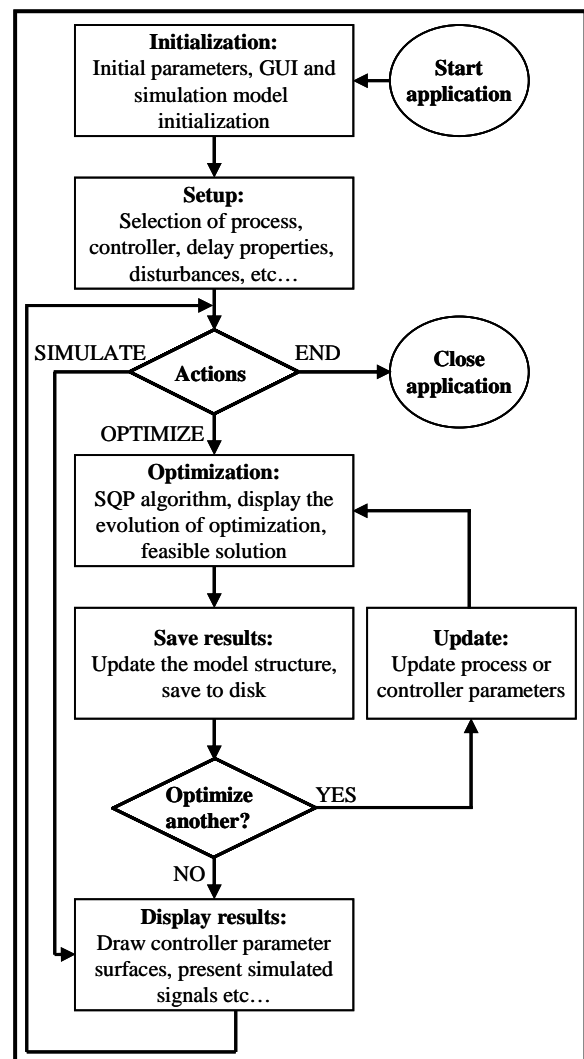 Initialization:
Initial parameters, GUI and
simulation model
initialization
Start
application
Setup:
Selection of process,
controller, delay properties,
disturbances, etc…
SIMULATE
END
Actions
Close
application
OPTIMIZE
Optimization:
SQP algorithm, display the
evolution of optimization,
feasible solution
Save results:
Update the model structure,
save to disk
Update:
Update process or
controller parameters
Optimize
another?
YES
NO
Display results:
Draw controller parameter
surfaces, present simulated
signals etc…